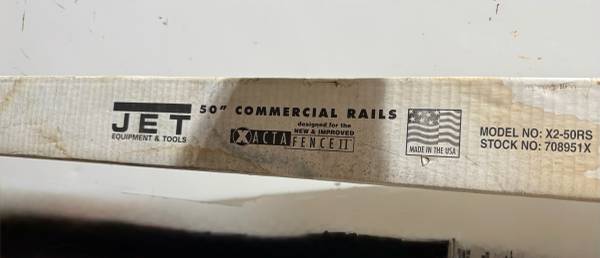 JET
EQUIPMENT & TOOLS
50" COMMERCIAL RAILS
designed for the
NEW & IMPROVED
XACTA FENCE II
MADE IN THE USA
MODEL NO: X2-50RS
STOCK NO: 708951X